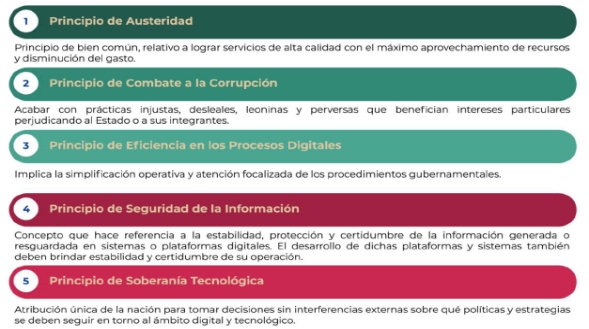 1 Principio de Austeridad
Principio de bien común, relativo a lograr servicios de alta calidad con el máximo aprovechamiento de recursos
y disminución del gasto.
2 Principio de Combate a la Corrupción
Acabar con prácticas injustas, desleales, leoninas y perversas que benefician intereses particulares
perjudicando al Estado o a sus integrantes.
3 Principio de Eficiencia en los Procesos Digitales
Implica la simplificación operativa y atención focalizada de los procedimientos gubernamentales.
4 Principio de Seguridad de la Información
Concepto que hace referencia a la estabilidad, protección y certidumbre de la información generada o
resguardada en sistemas o plataformas digitales. El desarrollo de dichas plataformas y sistemas también
deben brindar estabilidad y certidumbre de su operación.
5 Principio de Soberanía Tecnológica
Atribución única de la nación para tomar decisiones sin interferencias externas sobre qué políticas y estrategias
se deben seguir en torno al ámbito digital y tecnológico.